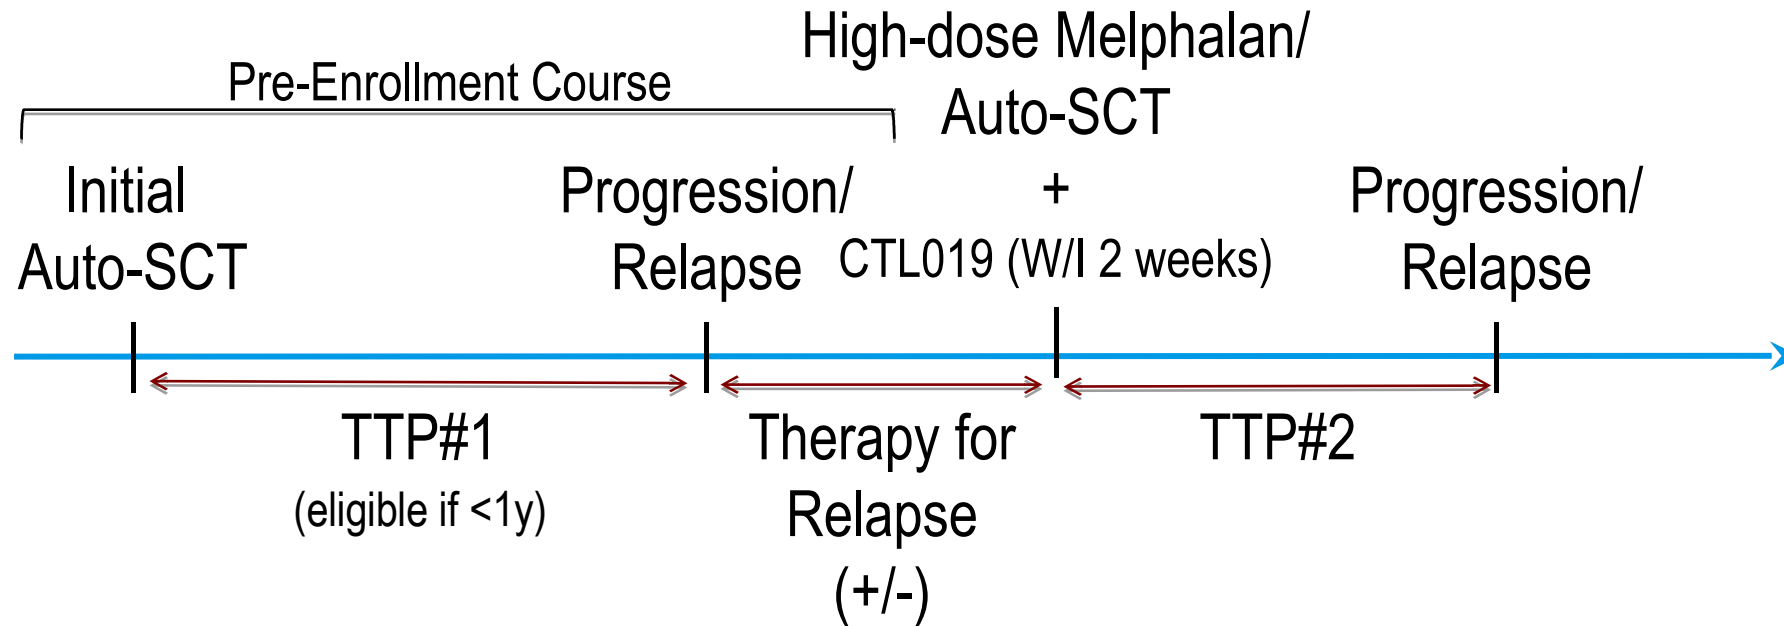 Pre-Enrollment Course
High-dose Melphalan/
Auto-SCT
+
CTL019 (W/I 2 weeks)
Initial
Auto-SCT
Progression/
Relapse
Progression/
Relapse
TTP#1
(eligible if <1y)
Therapy for
Relapse
(+/-)
TTP#2